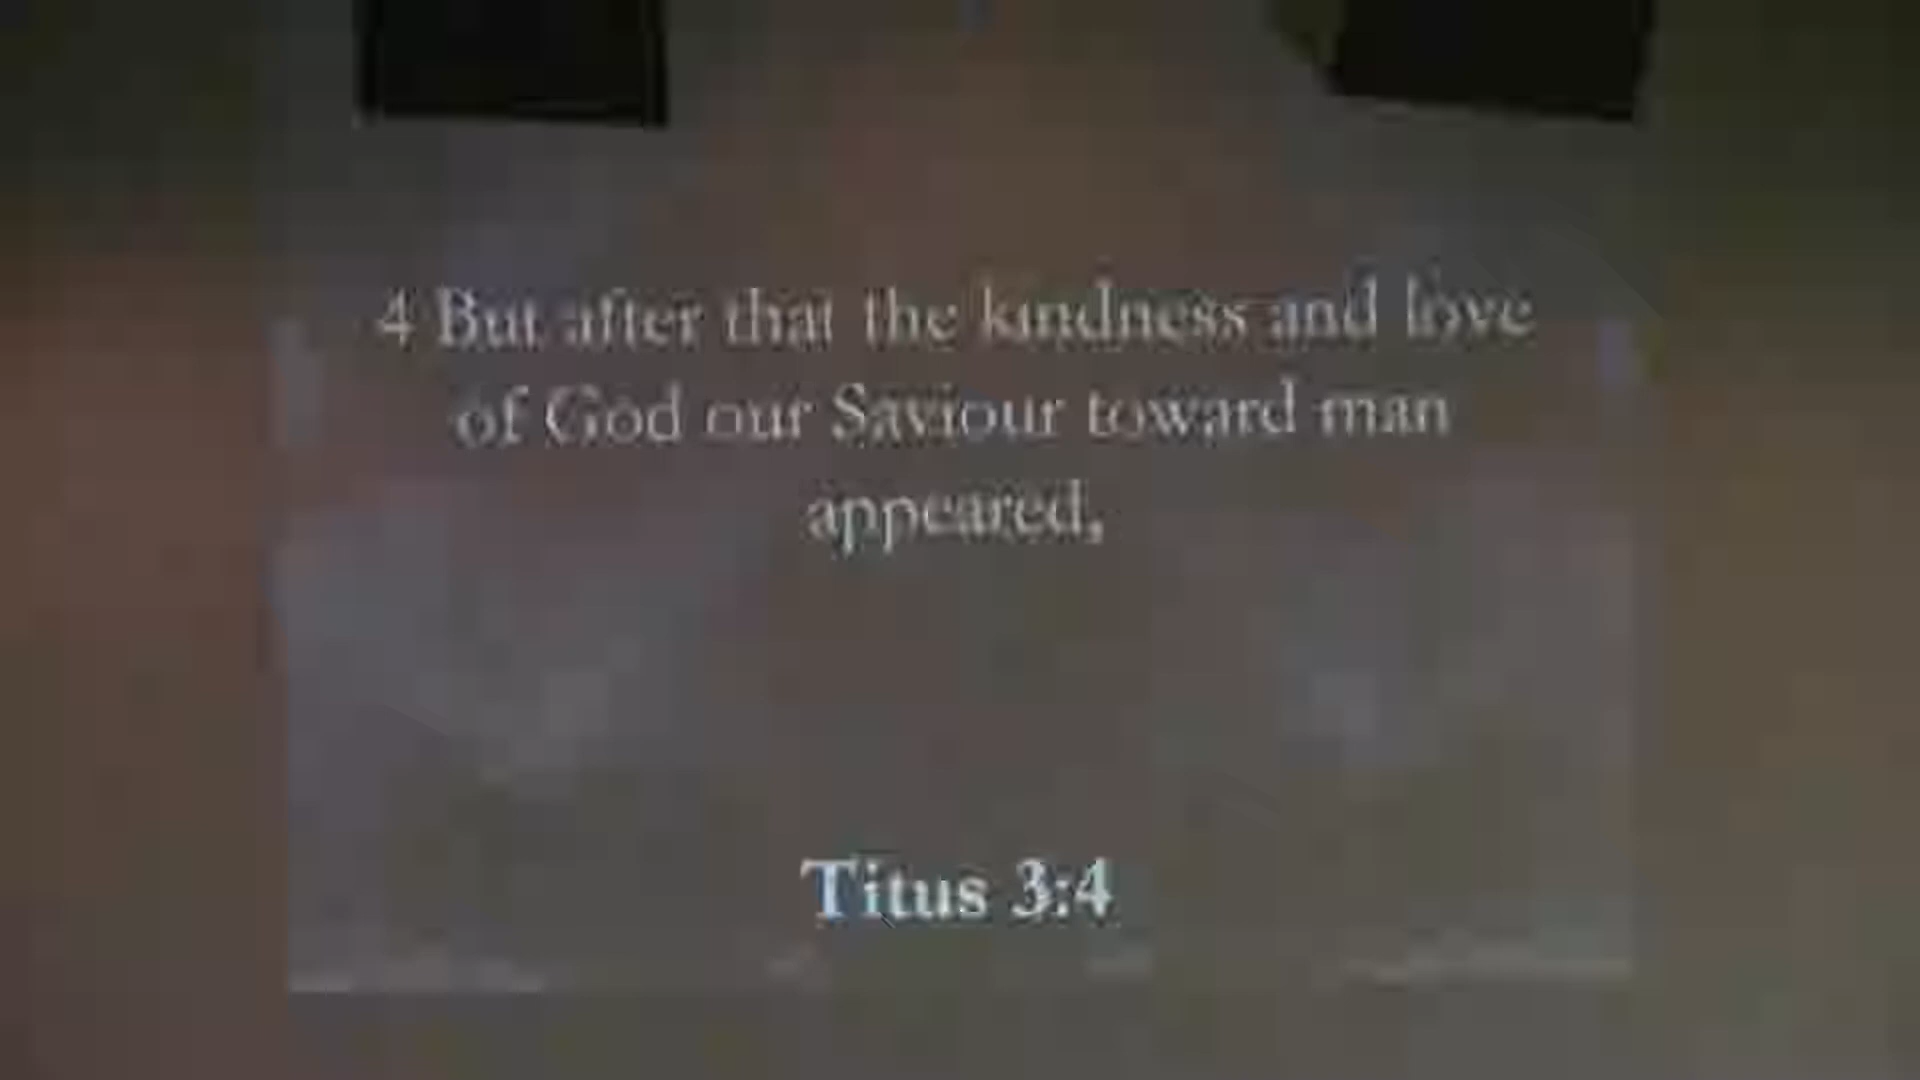 4 But after that the kindness and love
of God our Saviour toward man
appeared,
Titus 3:4